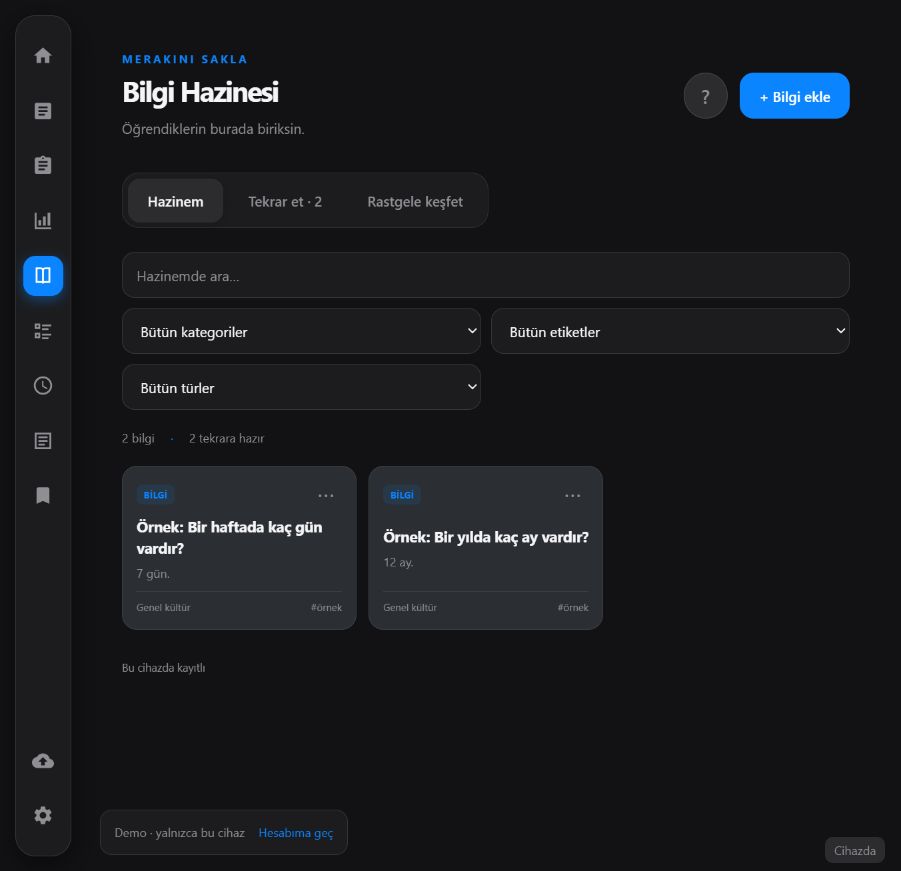 MERAKINI SAKLA
Bilgi Hazinesi
Öğrendiklerin burada biriksin.
?
+ Bilgi ekle
Hazinem
Tekrar et · 2
Rastgele keşfet
Hazinemde ara...
Bütün kategoriler
Bütün etiketler
Bütün türler
2 bilgi · 2 tekrara hazır
BİLGİ
Örnek: Bir haftada kaç gün
vardır?
7 gün.
Genel kültür
#örnek
BİLGİ
Örnek: Bir yılda kaç ay vardır?
12 ay.
Genel kültür
#örnek
Bu cihazda kayıtlı
Demo · yalnızca bu cihaz
Hesabıma geç
Cihazda